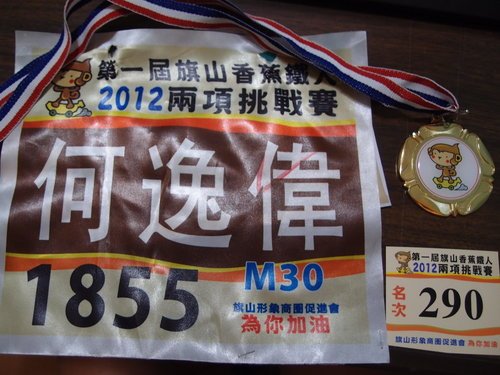 第一屆旗山香蕉鐵人
2012兩項挑戰賽
何逸偉
1855
M30
旗山形象商圈促進會
為你加油
第一屆旗山香蕉鐵人
2012兩項挑戰賽
名次
290
旗山形象商圈促進會 為你加油